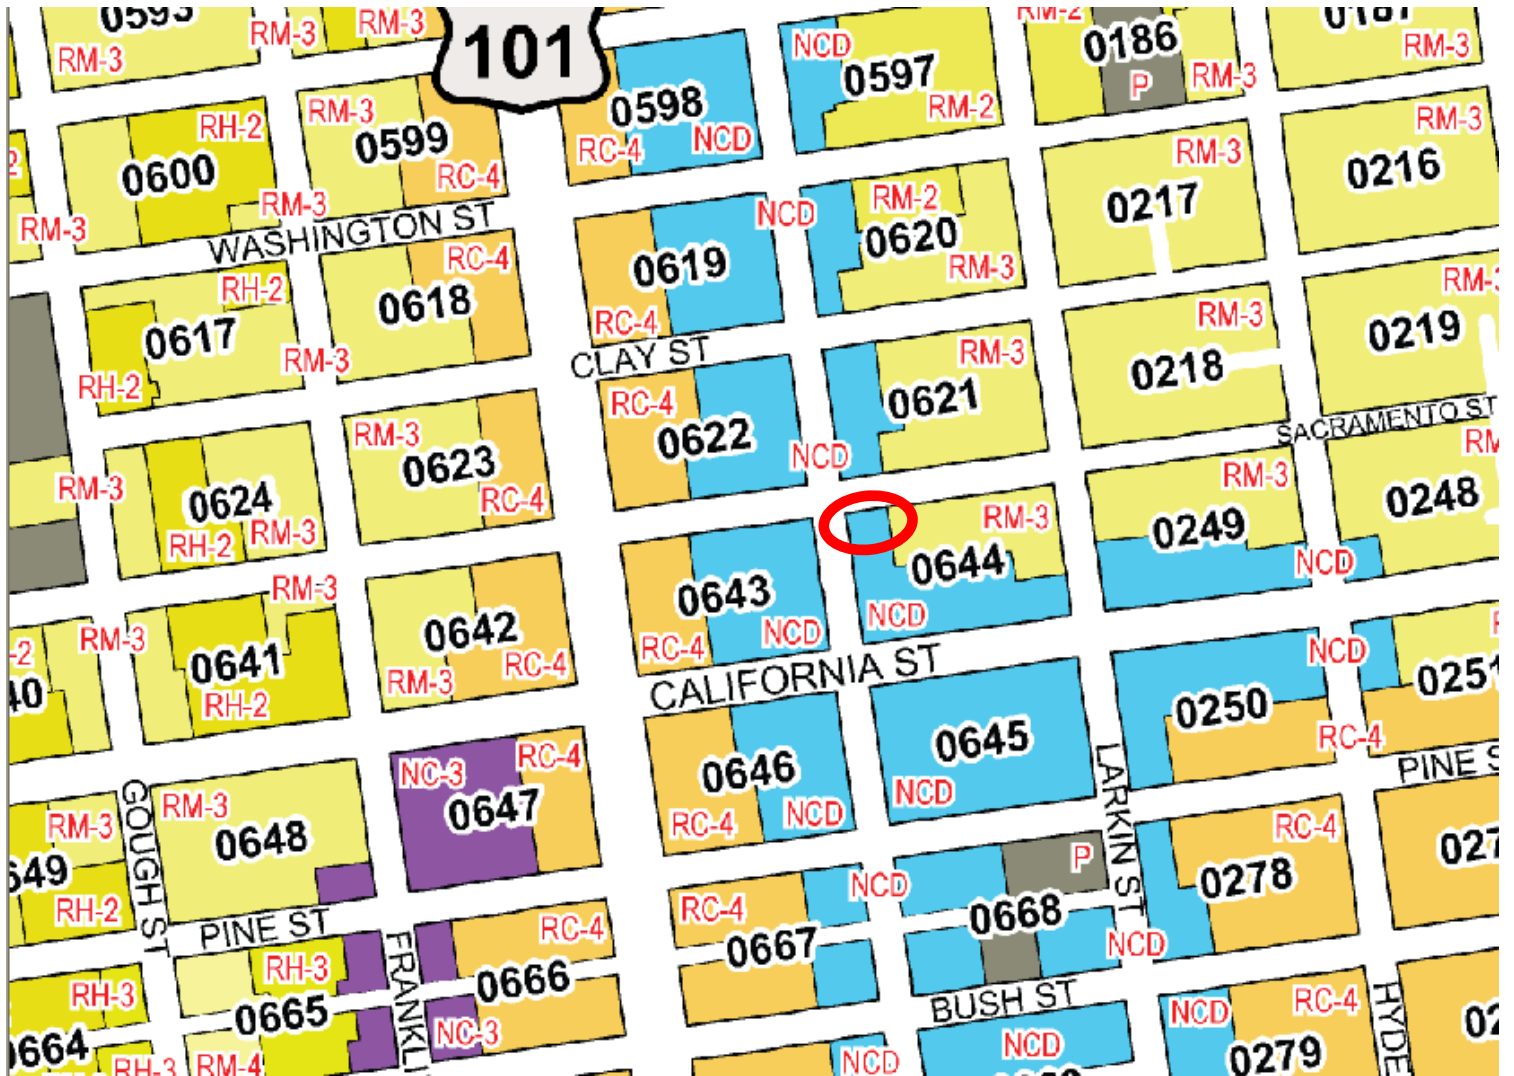 0593
RM-3
RM-3
RM-3
101
NCD
0597
RM-2
RM-2
0186
P
RM-3
0187
RM-3
RH-2
0600
RM-3
RM-3
RM-3
0599
RC-4
0598
RC-4
NCD
RM-3
0217
RM-3
0216
WASHINGTON ST
NCD
RM-2
0620
RM-3
RH-2
0617
RH-2
RM-3
RC-4
0618
0619
RC-4
CLAY ST
RM-3
0218
RM-3
0219
SACRAMENTO ST
RM-3
0623
RC-4
RC-4
0622
NCD
RM-3
0621
RM-3
0624
RH-2
RM-3
RM-3
0644
NCD
RM-3
0249
NCD
0248
RM-3
RM-3
0641
RH-2
0642
RM-3
RC-4
0643
RC-4
NCD
CALIFORNIA ST
NCD
0250
RC-4
0251
PINE S
NC-3
RC-4
0647
0646
RC-4
NCD
0645
NCD
LARKIN ST
GOUGH ST
RM-3
RM-3
0648
649
RH-2
PINE ST
FRANKLI
RC-4
0666
NC-3
RC-4
0667
NCD
P
0668
NCD
RC-4
0278
027
RH-3
RH-3
0665
0664
RH-3
RM-4
BUSH ST
NCD
NCD
NCD
RC-4
0279
HYDE
02